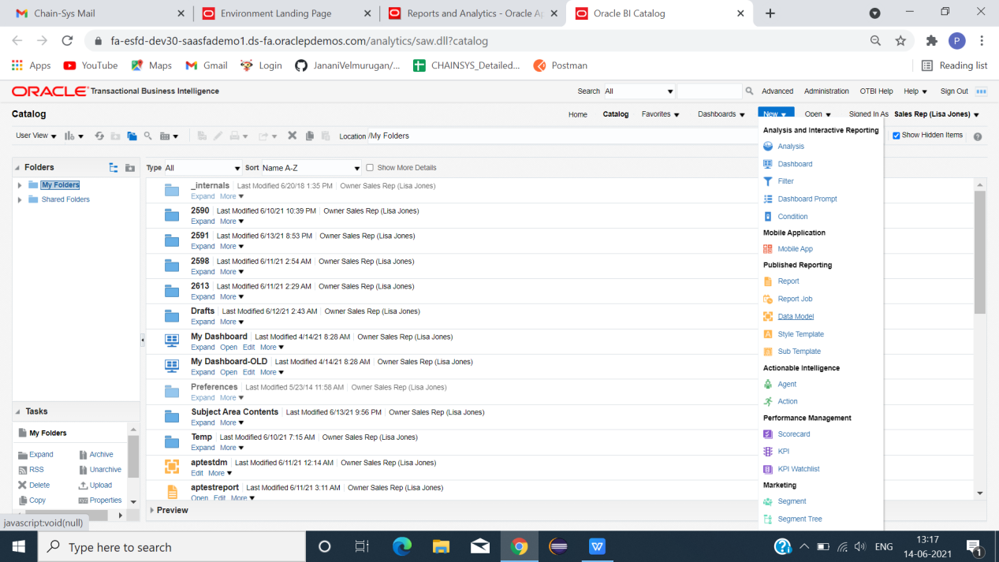 Chain-Sys Mail
Environment Landing Page
Reports and Analytics - Oracle Ap
Oracle BI Catalog
fa-esfd-dev30-saasfademo1.ds-fa.oraclepdemos.com/analytics/saw.dll?catalog
P
Apps YouTube Maps Gmail Login JananiVelmurugan/... CHAINSYS_Detailed... Postman Reading list
ORACLE Transactional Business Intelligence Search All Advanced Administration OTBI Help Help Sign Out
Catalog Home Catalog Favorites Dashboards New Open Signed In As Sales Rep (Lisa Jones)
User View Location /My Folders Show Hidden Items
Folders
My Folders
Shared Folders
Type All Sort Name A-Z Show More Details
_internals Last Modified 6/20/18 1:35 PM Owner Sales Rep (Lisa Jones)
Expand More
2590 Last Modified 6/10/21 10:39 PM Owner Sales Rep (Lisa Jones)
Expand More
2591 Last Modified 6/13/21 8:53 PM Owner Sales Rep (Lisa Jones)
Expand More
2598 Last Modified 6/11/21 2:54 AM Owner Sales Rep (Lisa Jones)
Expand More
2613 Last Modified 6/11/21 2:29 AM Owner Sales Rep (Lisa Jones)
Expand More
Drafts Last Modified 6/12/21 2:43 AM Owner Sales Rep (Lisa Jones)
Expand More
My Dashboard Last Modified 4/14/21 8:28 AM Owner Sales Rep (Lisa Jones)
Expand Open Edit More
My Dashboard-OLD Last Modified 4/14/21 8:28 AM Owner Sales Rep (Lisa Jones)
Expand Open Edit More
Preferences Last Modified 5/23/14 11:58 AM Owner Sales Rep (Lisa Jones)
Expand More
Subject Area Contents Last Modified 6/13/21 9:56 PM Owner Sales Rep (Lisa Jones)
Expand More
Temp Last Modified 6/10/21 7:15 AM Owner Sales Rep (Lisa Jones)
Expand More
aptestdm Last Modified 6/11/21 12:14 AM Owner Sales Rep (Lisa Jones)
Edit More
aptestreport Last Modified 6/11/21 3:11 AM Owner Sales Rep (Lisa Jones)
Open Edit More
Preview
Analysis and Interactive Reporting
Analysis
Dashboard
Filter
Dashboard Prompt
Condition
Mobile Application
Mobile App
Published Reporting
Report
Report Job
Data Model
Style Template
Sub Template
Actionable Intelligence
Agent
Action
Performance Management
Scorecard
KPI
KPI Watchlist
Marketing
Segment
Segment Tree
Tasks
My Folders
Expand Archive
RSS Unarchive
Delete Upload
Copy Properties
javascript:void(null)
Type here to search
ENG
13:17
14-06-2021
1